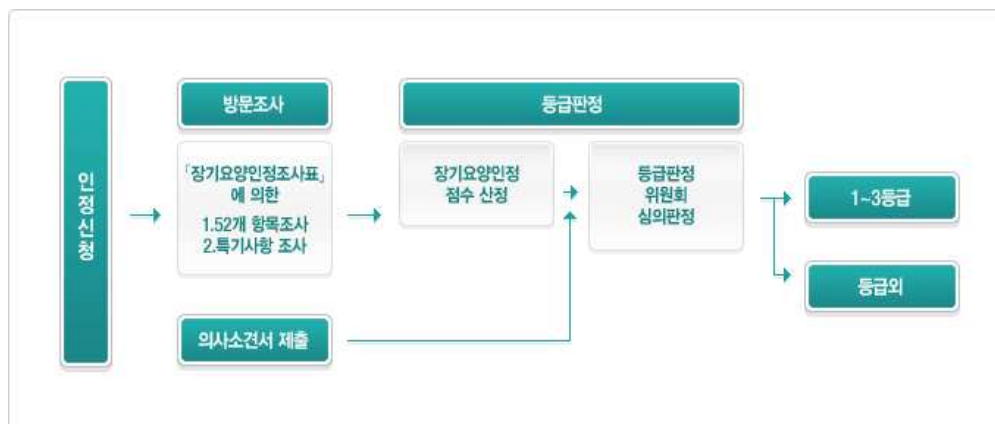 인정신청
방문조사
「장기요양인정조사표」
에 의한
1.52개 항목조사
2.특기사항 조사
의사소견서 제출
등급판정
장기요양인정
점수 산정
등급판정
위원회
심의판정
1~3등급
등급외